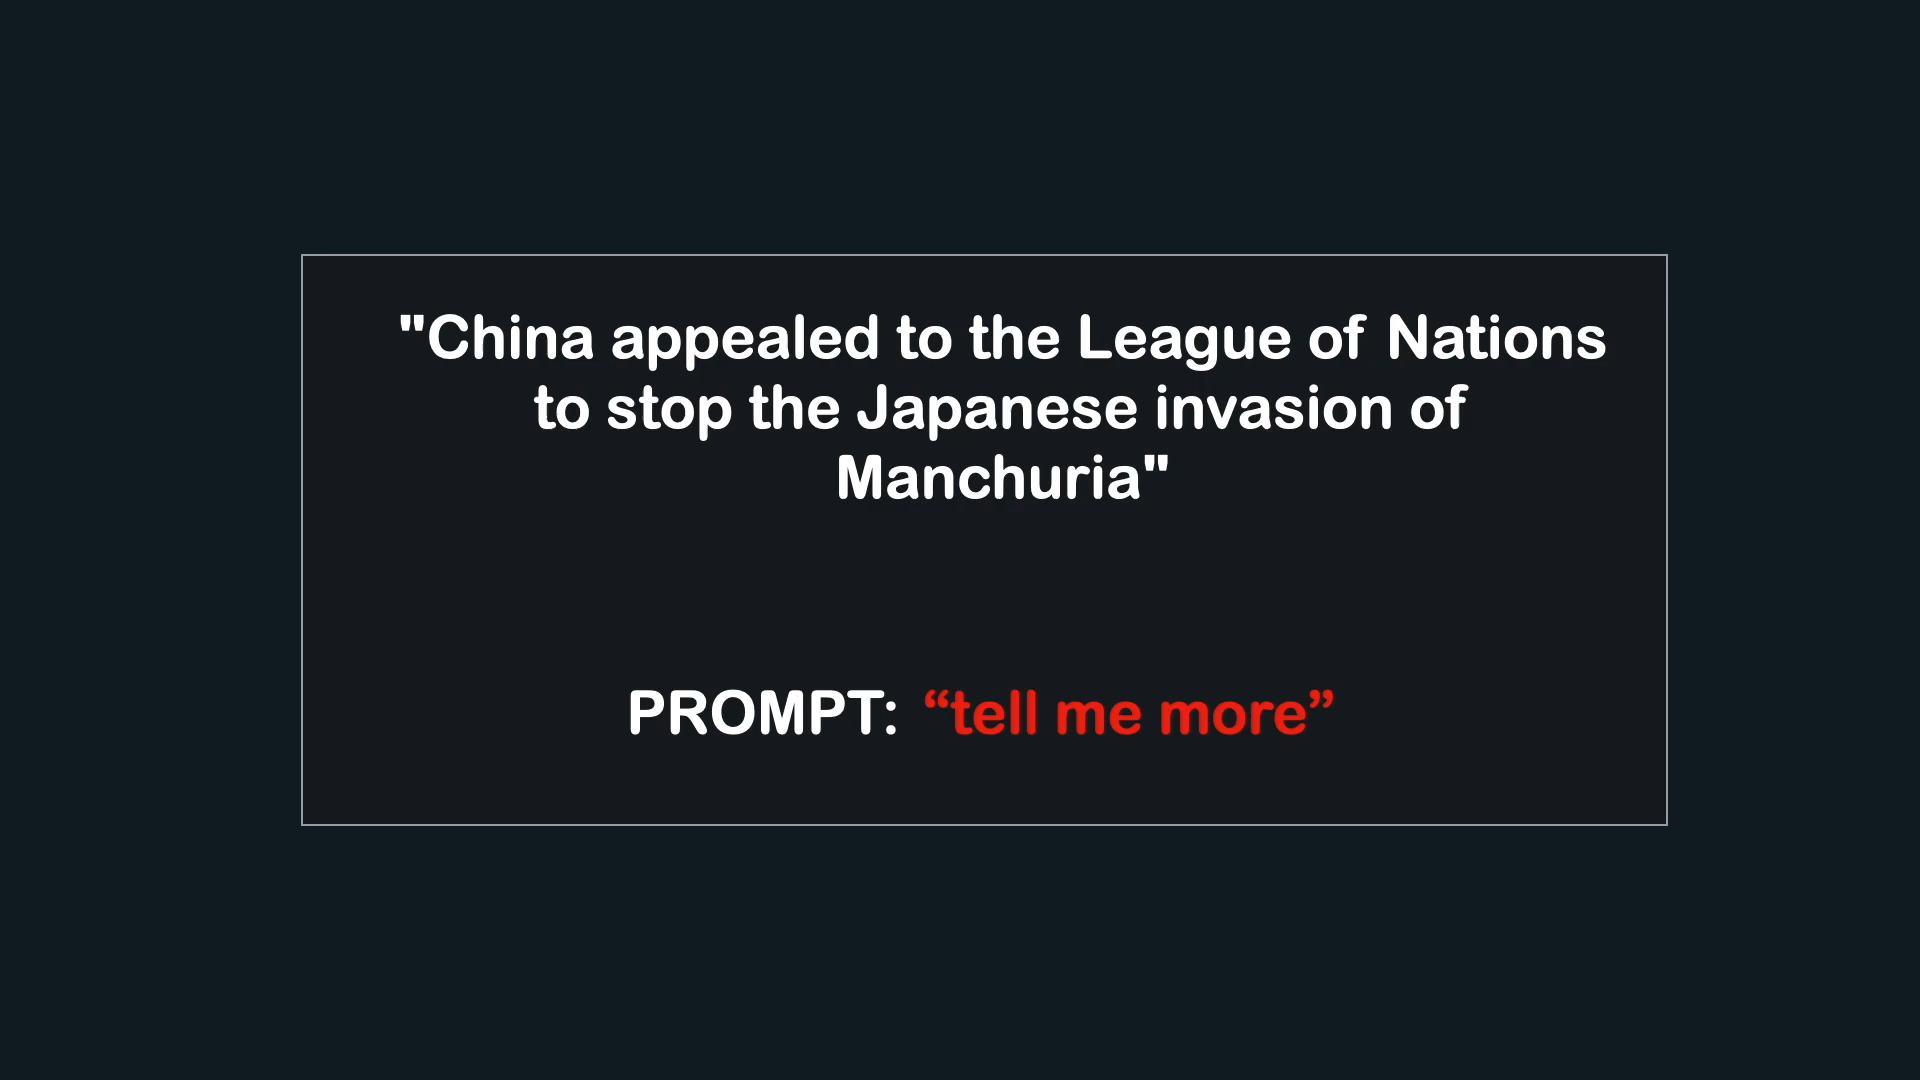 "China appealed to the League of Nations
to stop the Japanese invasion of
Manchuria"
PROMPT: “tell me more”